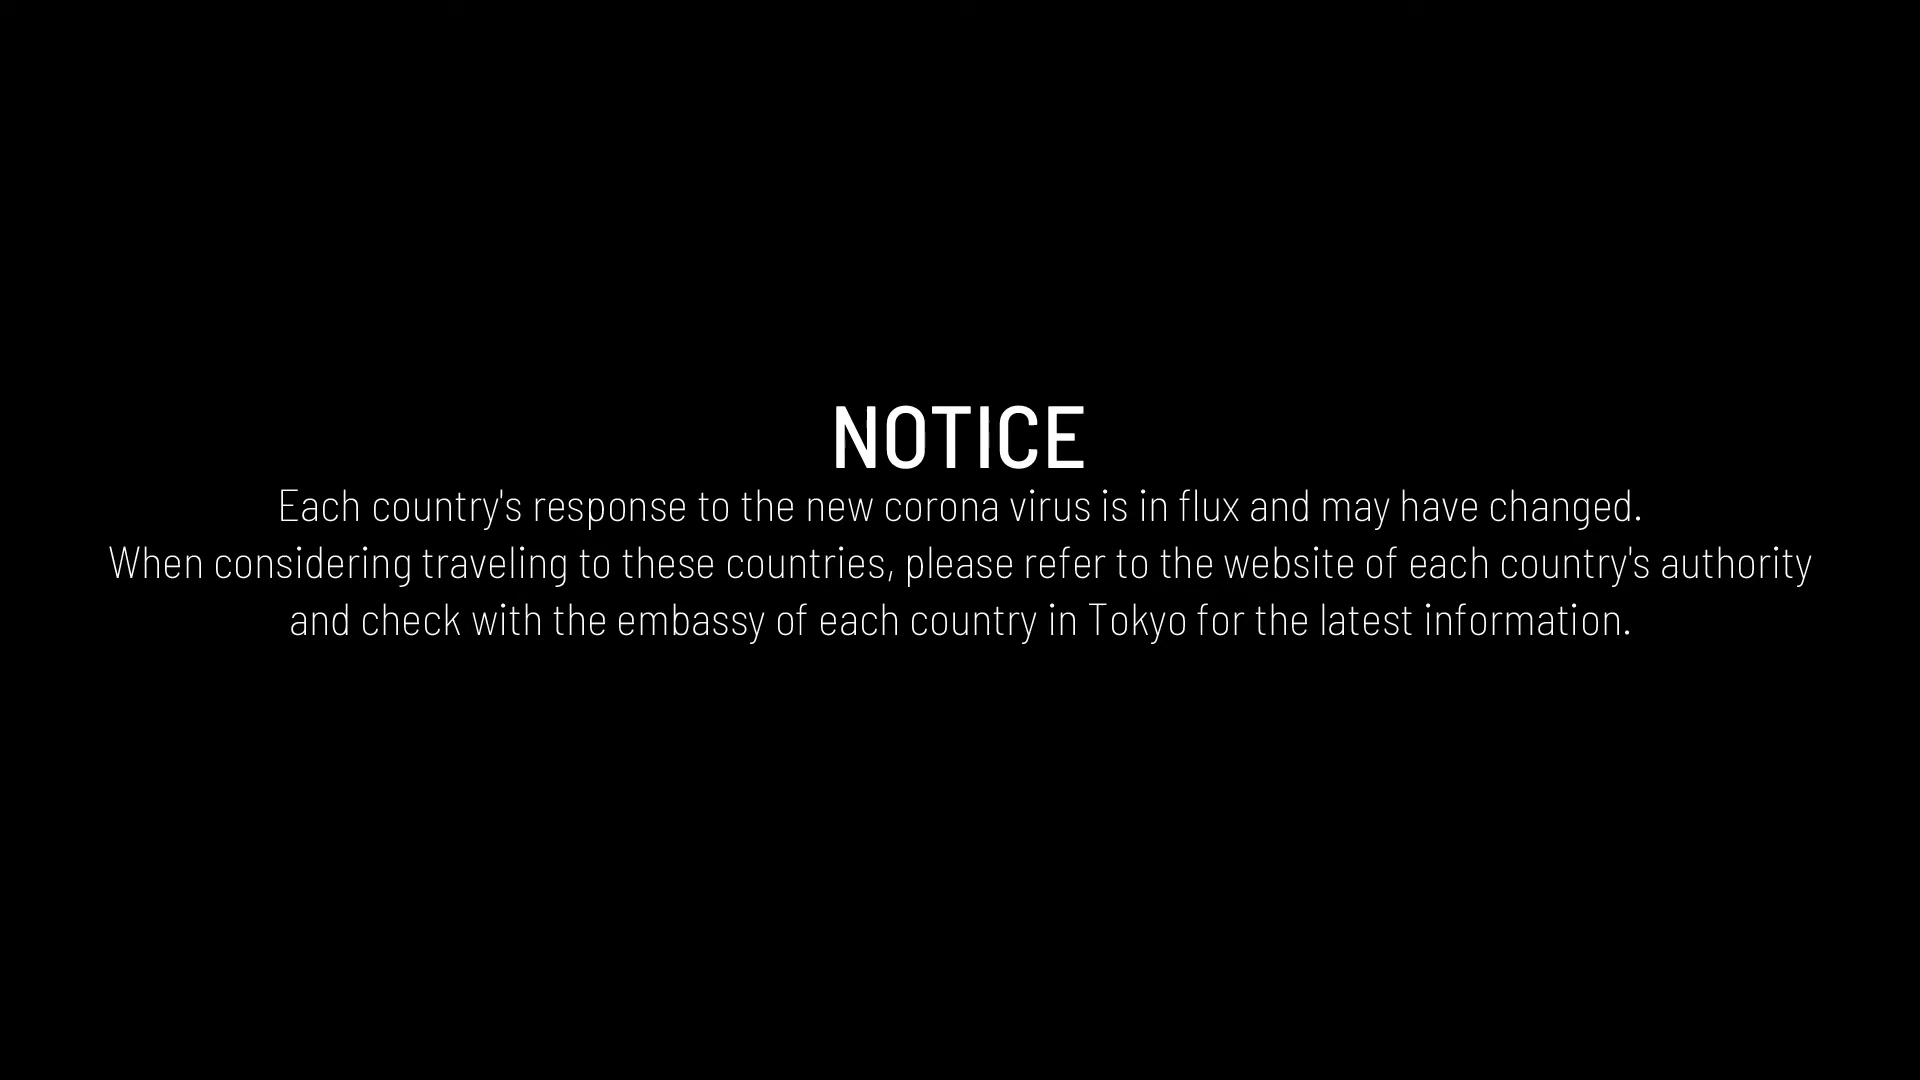 NOTICE
Each country's response to the new corona virus is in flux and may have changed.
When considering traveling to these countries, please refer to the website of each country's authority
and check with the embassy of each country in Tokyo for the latest information.